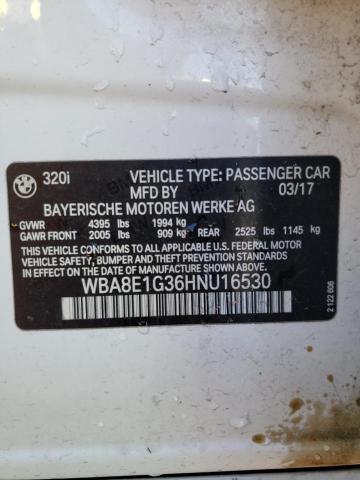 320i VEHICLE TYPE: PASSENGER CAR
MFD BY 03/17
BAYERISCHE MOTOREN WERKE AG
GVWR 4395 lbs 1994 kg
GAWR FRONT 2005 lbs 909 kg REAR 2525 lbs 1145 kg
THIS VEHICLE CONFORMS TO ALL APPLICABLE U.S. FEDERAL MOTOR
VEHICLE SAFETY, BUMPER, AND THEFT PREVENTION STANDARDS IN
EFFECT ON THE DATE OF MANUFACTURE SHOWN ABOVE.
WBA8E1G36HNU16530
2 122 606